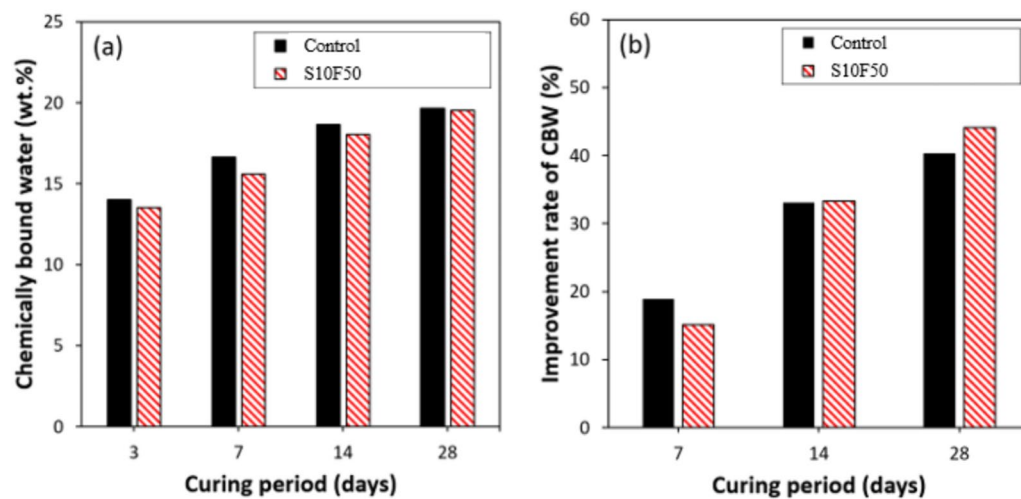 (a)
Control
S10F50
Chemically bound water (wt.%)
25
20
15
10
5
0
3 7 14 28
Curing period (days)
(b)
Control
S10F50
Improvement rate of CBW (%)
60
50
40
30
20
10
0
7 14 28
Curing period (days)